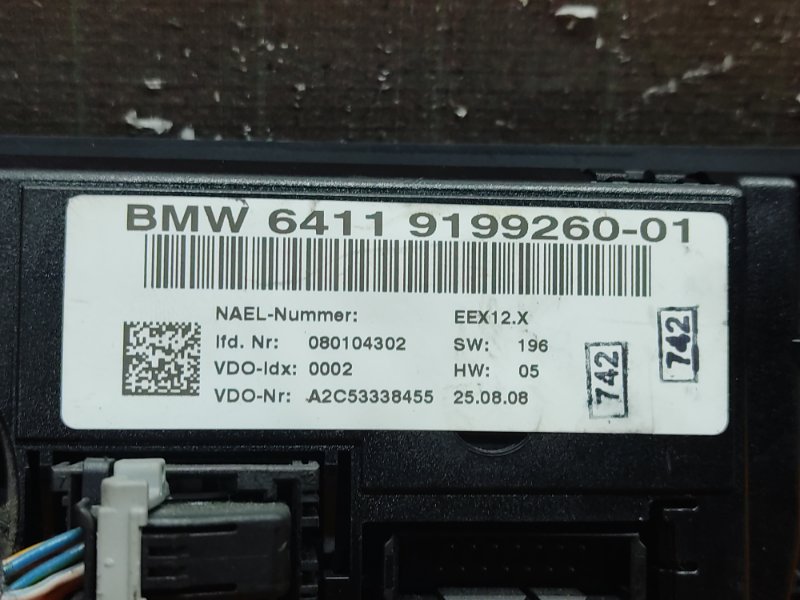 BMW 6411 9199260-01
NAEL-Nummer: EEX12.X
lfd. Nr: 080104302 SW: 196
VDO-Idx: 0002 HW: 05
VDO-Nr: A2C53338455 25.08.08
742
742